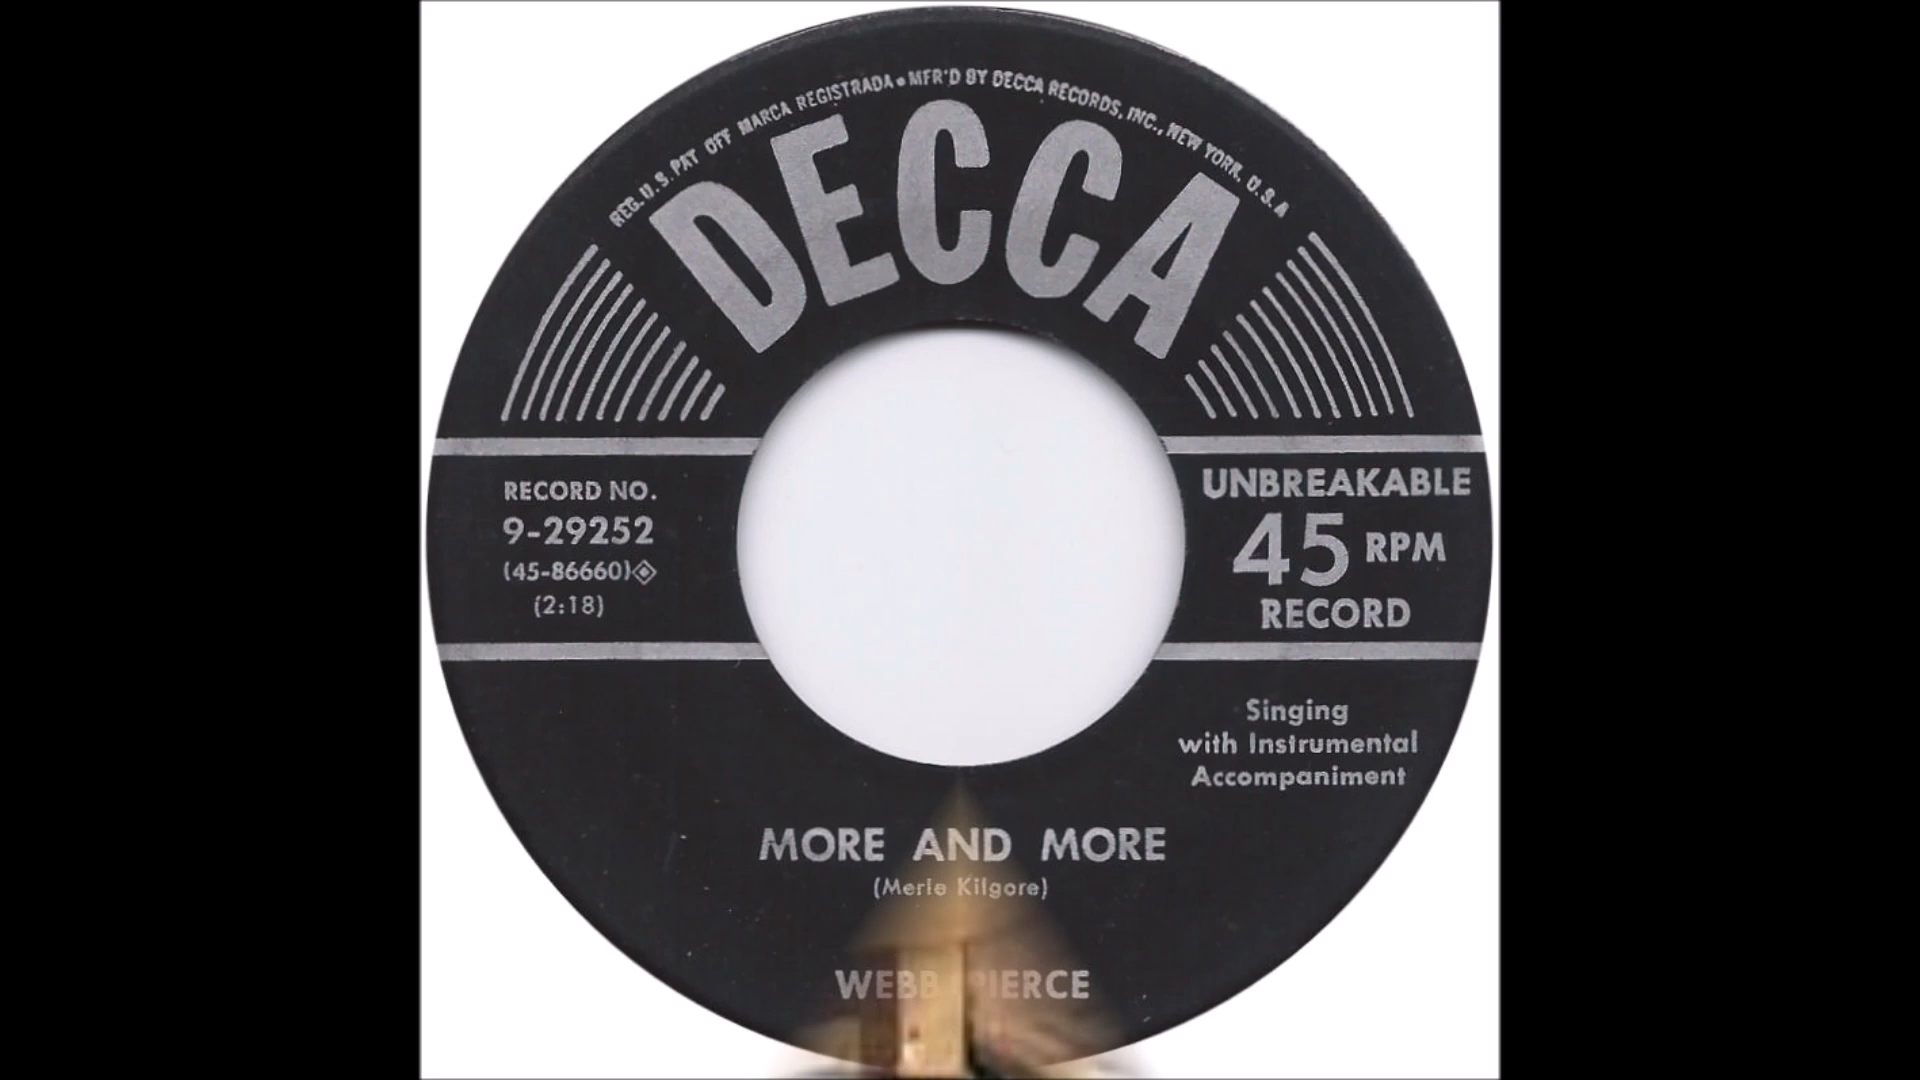 REG. U.S. PAT OFF MARCA REGISTRADA • MFR'D BY DECCA RECORDS, INC., NEW YORK, U.S.A
DECCA
RECORD NO.
9-29252
(45-86660)
(2:18)
UNBREAKABLE
45 RPM
RECORD
Singing
with Instrumental
Accompaniment
MORE AND MORE
(Merle Kilgore)
WEBB PIERCE